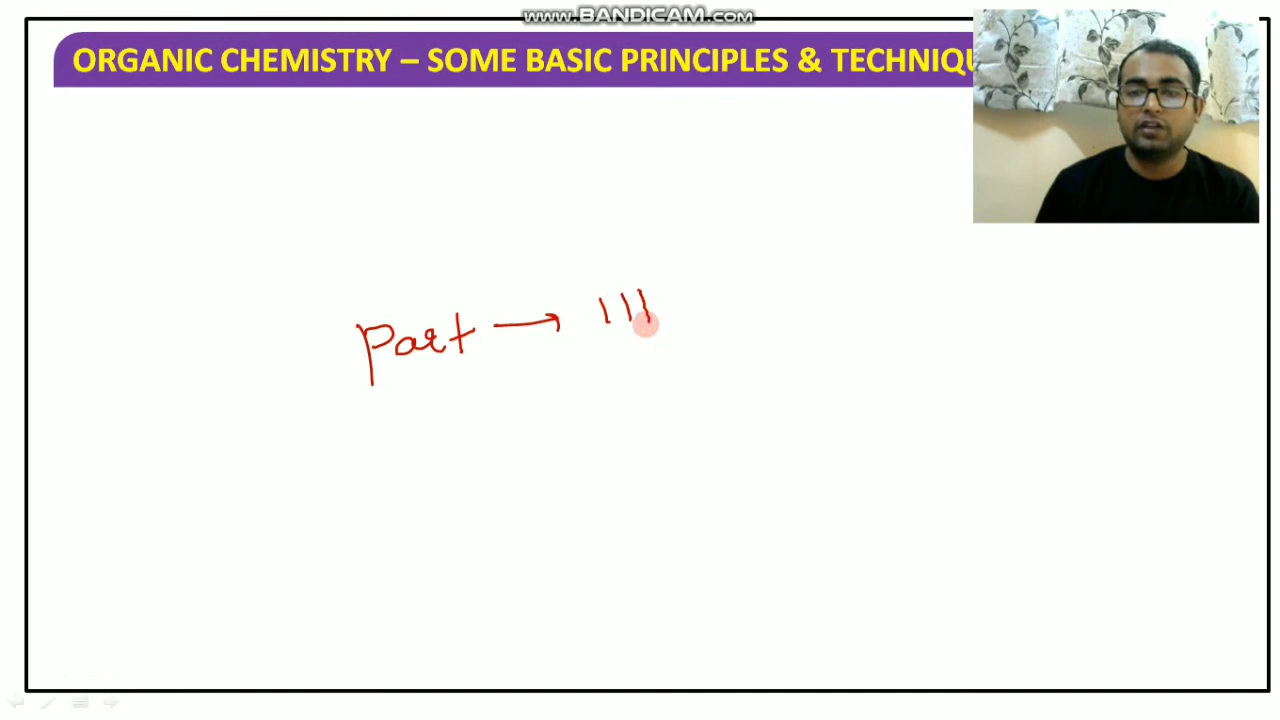 www.BANDICAM.com
ORGANIC CHEMISTRY – SOME BASIC PRINCIPLES & TECHNIQU
Part → III